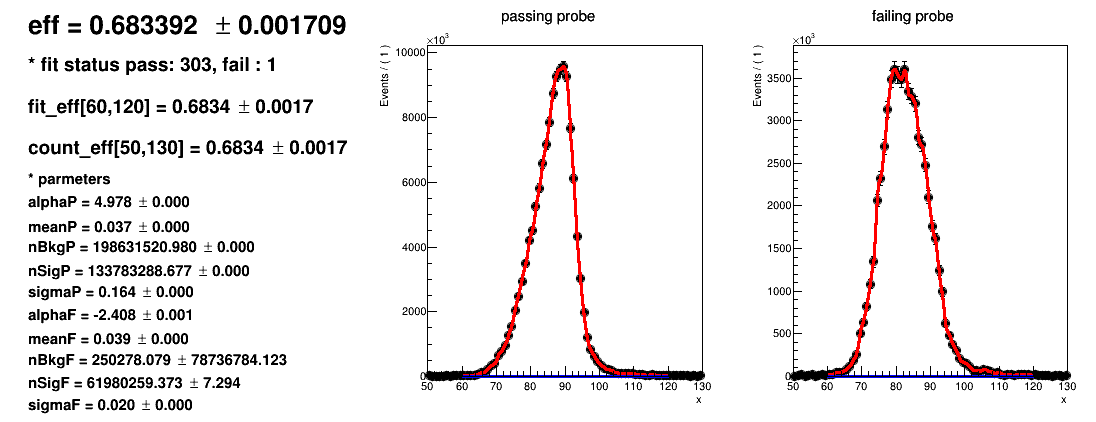 eff = 0.683392 ± 0.001709
* fit status pass: 303, fail : 1
fit_eff[60,120] = 0.6834 ± 0.0017
count_eff[50,130] = 0.6834 ± 0.0017
* parmeters
alphaP = 4.978 ± 0.000
meanP = 0.037 ± 0.000
nBkgP = 198631520.980 ± 0.000
nSigP = 133783288.677 ± 0.000
sigmaP = 0.164 ± 0.000
alphaF = -2.408 ± 0.001
meanF = 0.039 ± 0.000
nBkgF = 250278.079 ± 78736784.123
nSigF = 61980259.373 ± 7.294
sigmaF = 0.020 ± 0.000
passing probe
×10³
Events / ( 1 )
10000
8000
6000
4000
2000
0
50 60 70 80 90 100 110 120 130
x
failing probe
×10³
Events / ( 1 )
3500
3000
2500
2000
1500
1000
500
0
50 60 70 80 90 100 110 120 130
x